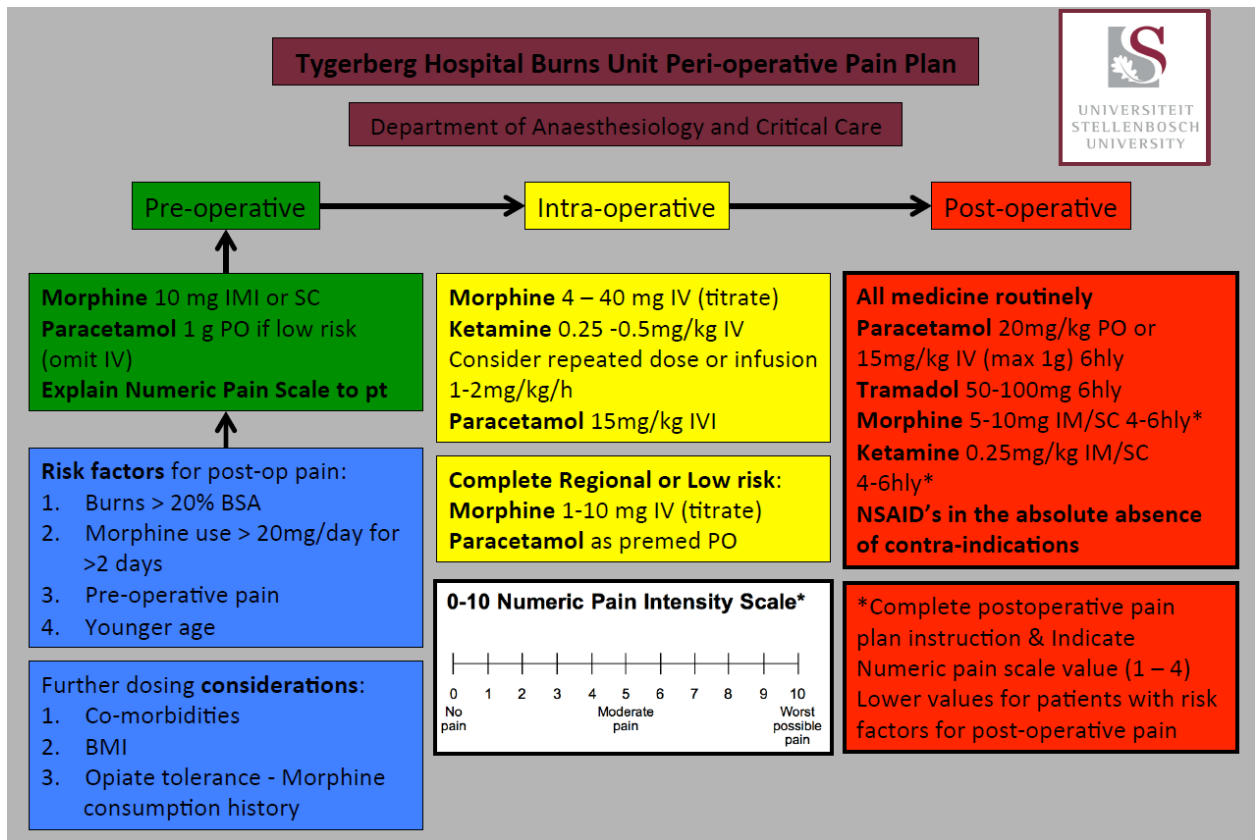 Tygerberg Hospital Burns Unit Peri-operative Pain Plan
Department of Anaesthesiology and Critical Care
UNIVERSITEIT
STELLENBOSCH
UNIVERSITY
Pre-operative
Intra-operative
Post-operative
Morphine 10 mg IMI or SC
Paracetamol 1 g PO if low risk
(omit IV)
Explain Numeric Pain Scale to pt
Risk factors for post-op pain:
1. Burns > 20% BSA
2. Morphine use > 20mg/day for
>2 days
3. Pre-operative pain
4. Younger age
Further dosing considerations:
1. Co-morbidities
2. BMI
3. Opiate tolerance - Morphine
consumption history
Morphine 4 – 40 mg IV (titrate)
Ketamine 0.25 -0.5mg/kg IV
Consider repeated dose or infusion
1-2mg/kg/h
Paracetamol 15mg/kg IVI
Complete Regional or Low risk:
Morphine 1-10 mg IV (titrate)
Paracetamol as premed PO
0-10 Numeric Pain Intensity Scale*
0 1 2 3 4 5 6 7 8 9 10
No Moderate Worst
pain pain possible
pain
All medicine routinely
Paracetamol 20mg/kg PO or
15mg/kg IV (max 1g) 6hly
Tramadol 50-100mg 6hly
Morphine 5-10mg IM/SC 4-6hly*
Ketamine 0.25mg/kg IM/SC
4-6hly*
NSAID's in the absolute absence
of contra-indications
*Complete postoperative pain
plan instruction & Indicate
Numeric pain scale value (1 – 4)
Lower values for patients with risk
factors for post-operative pain